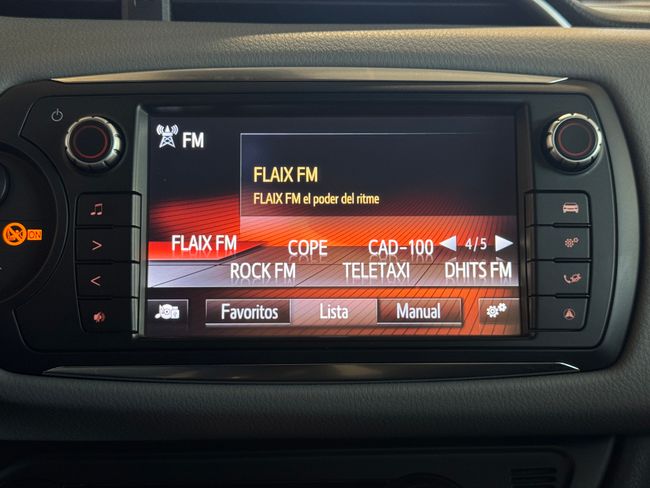 FM
FLAIX FM
FLAIX FM el poder del ritme
FLAIX FM COPE CAD-100 4/5
ROCK FM TELETAXI DHITS FM
Favoritos Lista Manual
ON